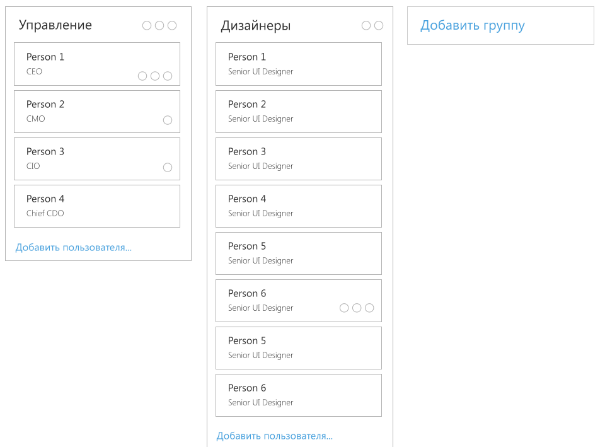 Управление
Person 1
CEO
Person 2
CMO
Person 3
CIO
Person 4
Chief CDO
Добавить пользователя...
Дизайнеры
Person 1
Senior UI Designer
Person 2
Senior UI Designer
Person 3
Senior UI Designer
Person 4
Senior UI Designer
Person 5
Senior UI Designer
Person 6
Senior UI Designer
Person 5
Senior UI Designer
Person 6
Senior UI Designer
Добавить пользователя...
Добавить группу